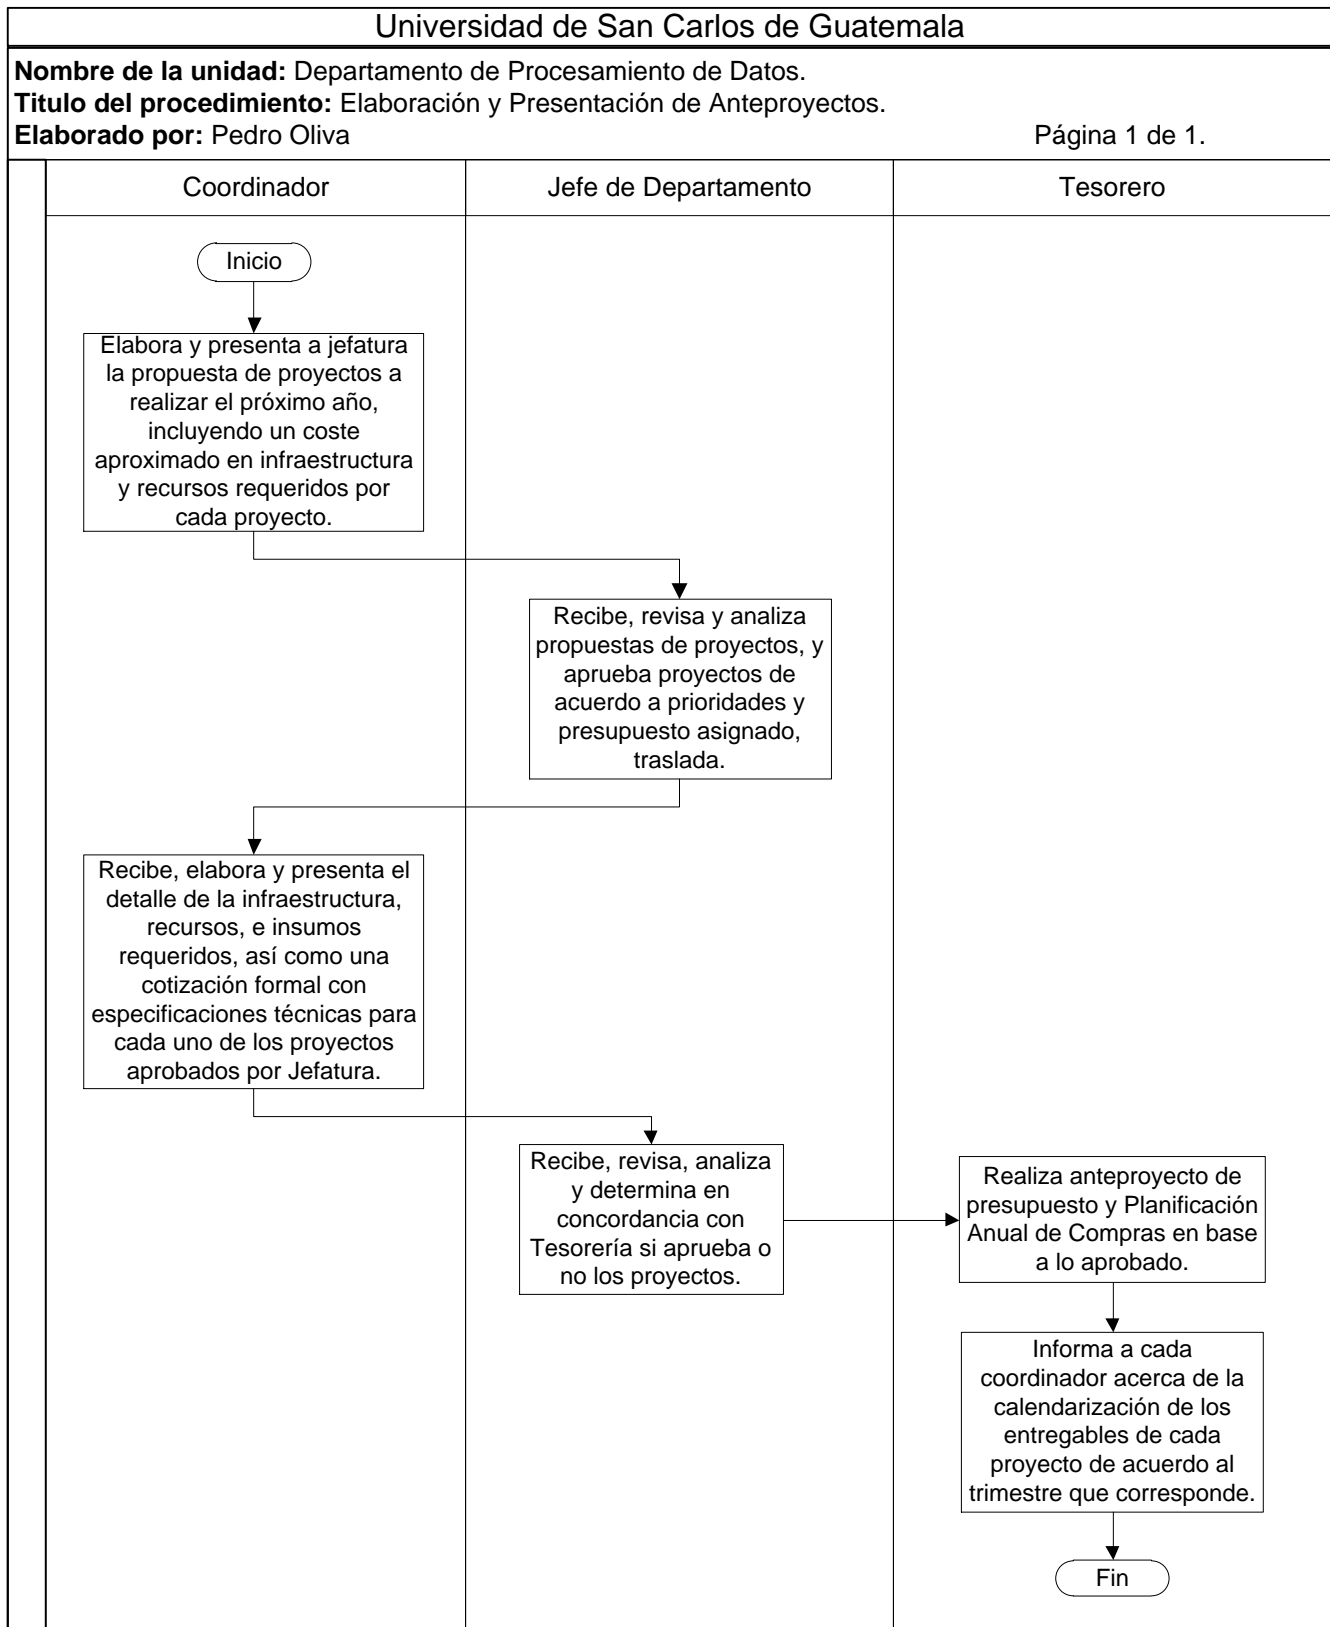 Universidad de San Carlos de Guatemala
Nombre de la unidad: Departamento de Procesamiento de Datos.
Titulo del procedimiento: Elaboración y Presentación de Anteproyectos.
Elaborado por: Pedro Oliva
Página 1 de 1.
Coordinador
Jefe de Departamento
Tesorero
Inicio
Elabora y presenta a jefatura
la propuesta de proyectos a
realizar el próximo año,
incluyendo un coste
aproximado en infraestructura
y recursos requeridos por
cada proyecto.
Recibe, revisa y analiza
propuestas de proyectos, y
aprueba proyectos de
acuerdo a prioridades y
presupuesto asignado,
traslada.
Recibe, elabora y presenta el
detalle de la infraestructura,
recursos, e insumos
requeridos, así como una
cotización formal con
especificaciones técnicas para
cada uno de los proyectos
aprobados por Jefatura.
Recibe, revisa, analiza
y determina en
concordancia con
Tesorería si aprueba o
no los proyectos.
Realiza anteproyecto de
presupuesto y Planificación
Anual de Compras en base
a lo aprobado.
Informa a cada
coordinador acerca de la
calendarización de los
entregables de cada
proyecto de acuerdo al
trimestre que corresponde.
Fin